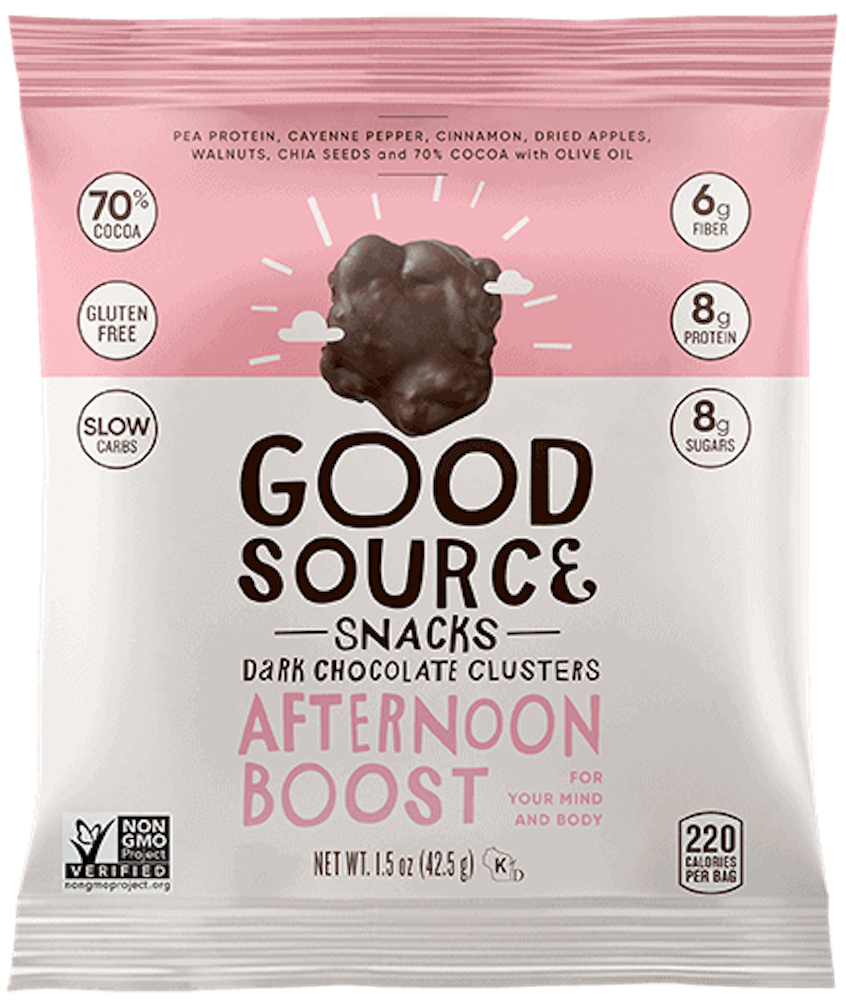 PEA PROTEIN, CAYENNE PEPPER, CINNAMON, DRIED APPLES,
WALNUTS, CHIA SEEDS and 70% COCOA with OLIVE OIL
70%
COCOA
GLUTEN
FREE
SLOW
CARBS
6g
FIBER
8g
PROTEIN
8g
SUGARS
GOOD
SOURCE
SNACKS
DARK CHOCOLATE CLUSTERS
AFTERNOON
BOOST
FOR
YOUR MIND
AND BODY
NON
GMO
Project
VERIFIED
nongmoproject.org
NET WT. 1.5 oz (42.5 g)
K D
220
CALORIES
PER BAG